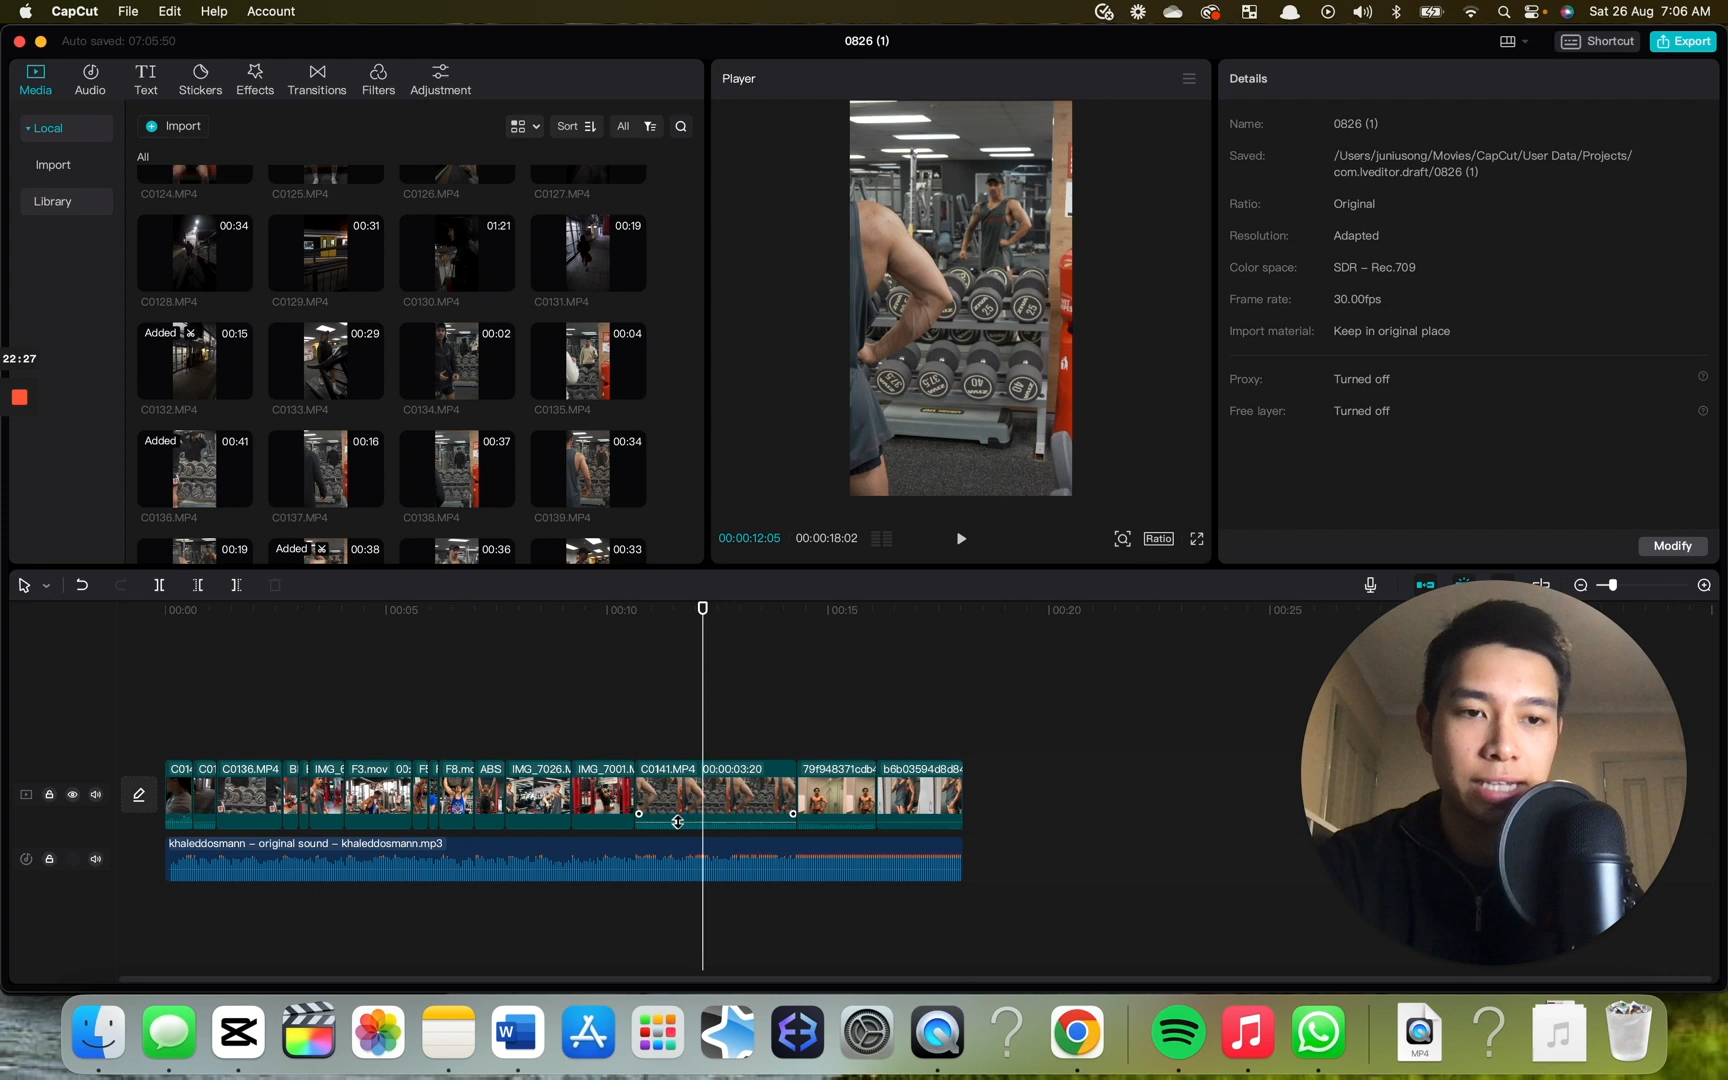 CapCut File Edit Help Account
Sat 26 Aug 7:06 AM
Auto saved: 07:05:50
0826 (1)
Shortcut
Export
Media
Audio
Text
Stickers
Effects
Transitions
Filters
Adjustment
Local
Import
Library
Import
Sort
All
All
C0124.MP4
C0125.MP4
C0126.MP4
C0127.MP4
00:34
00:31
01:21
00:19
C0128.MP4
C0129.MP4
C0130.MP4
C0131.MP4
Added
00:15
00:29
00:02
00:04
C0132.MP4
C0133.MP4
C0134.MP4
C0135.MP4
Added
00:41
00:16
00:37
00:34
C0136.MP4
C0137.MP4
C0138.MP4
C0139.MP4
00:19
Added
00:38
00:36
00:33
22:27
Player
00:00:12:05
00:00:18:02
Ratio
Details
Name: 0826 (1)
Saved: /Users/juniusong/Movies/CapCut/User Data/Projects/
com.lveditor.draft/0826 (1)
Ratio: Original
Resolution: Adapted
Color space: SDR – Rec.709
Frame rate: 30.00fps
Import material: Keep in original place
Proxy: Turned off
Free layer: Turned off
Modify
00:00
00:05
00:10
00:15
00:20
00:25
C0136.MP4
F3.mov 00:
ABS
IMG_7026.M
IMG_7001.M
C0141.MP4 00:00:03:20
79f948371cdb4
b6b03594d8d84
khaleddosmann – original sound – khaleddosmann.mp3
MP4